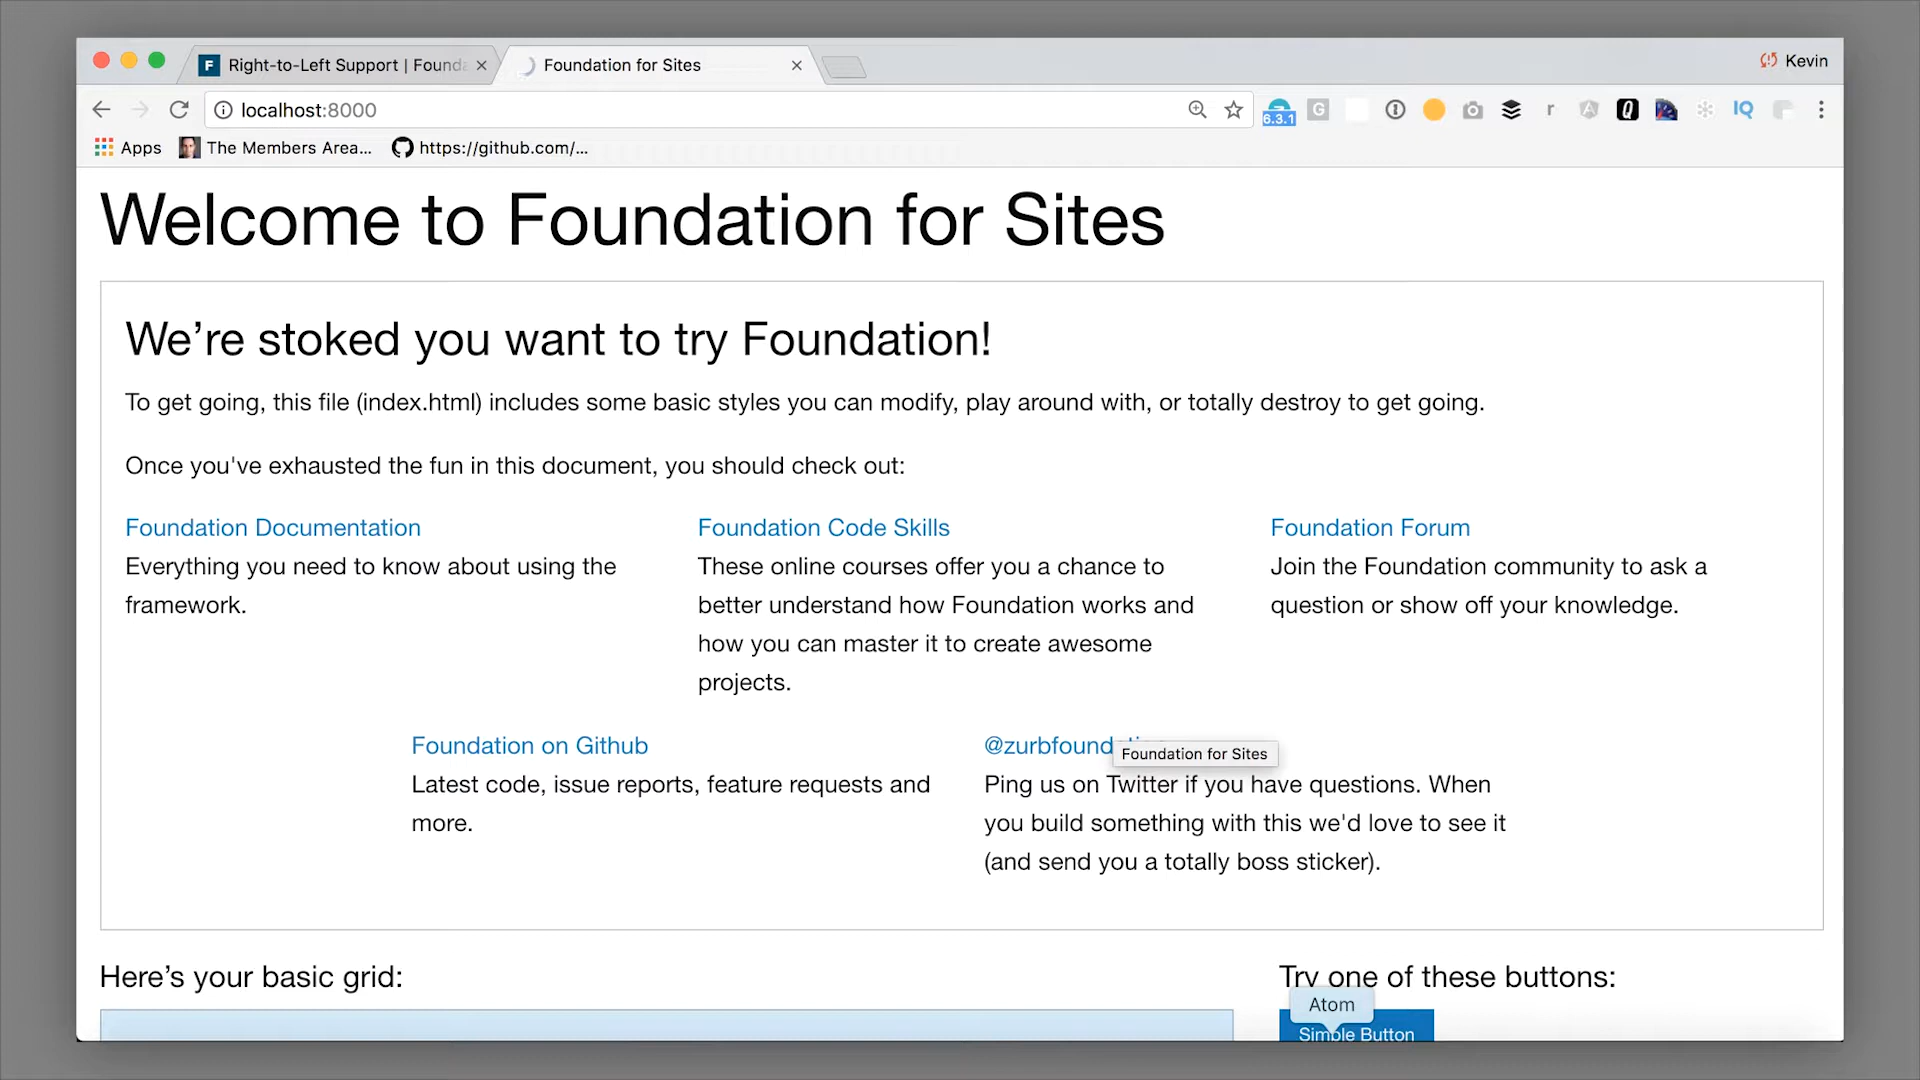 Right-to-Left Support | Founda
Foundation for Sites
Kevin
localhost:8000
6.3.1
G
r
Q
IQ
Apps
The Members Area...
https://github.com/...
Welcome to Foundation for Sites
We’re stoked you want to try Foundation!
To get going, this file (index.html) includes some basic styles you can modify, play around with, or totally destroy to get going.
Once you've exhausted the fun in this document, you should check out:
Foundation Documentation
Everything you need to know about using the
framework.
Foundation Code Skills
These online courses offer you a chance to
better understand how Foundation works and
how you can master it to create awesome
projects.
Foundation Forum
Join the Foundation community to ask a
question or show off your knowledge.
Foundation on Github
Latest code, issue reports, feature requests and
more.
@zurbfound
Foundation for Sites
Ping us on Twitter if you have questions. When
you build something with this we'd love to see it
(and send you a totally boss sticker).
Here’s your basic grid:
Try one of these buttons:
Atom
Simple Button